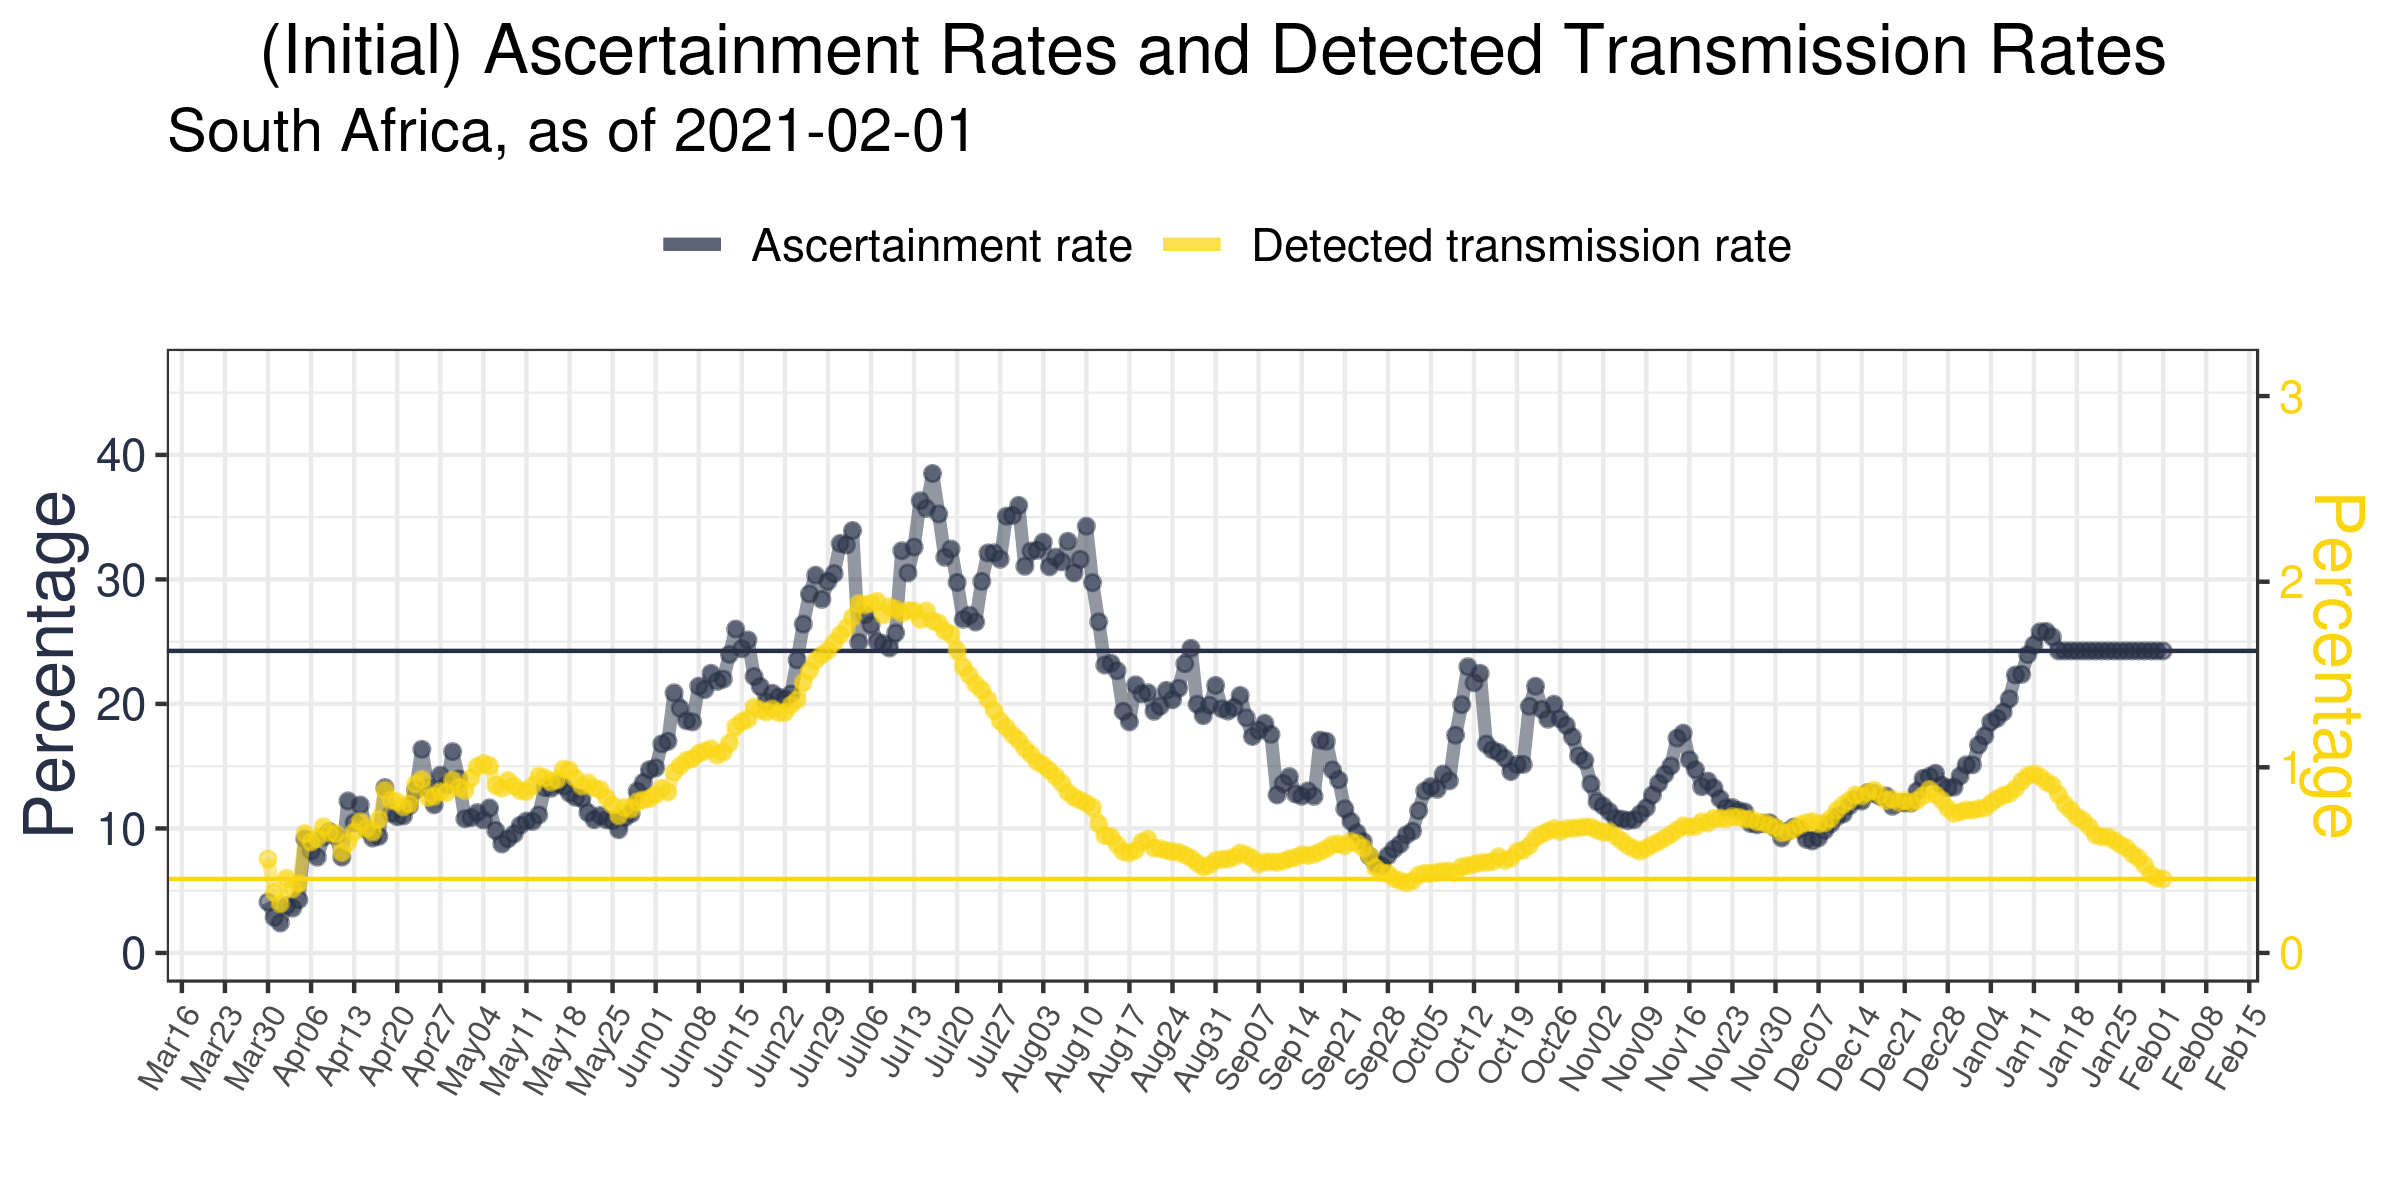 (Initial) Ascertainment Rates and Detected Transmission Rates
South Africa, as of 2021-02-01
Ascertainment rate
Detected transmission rate
Percentage
40
30
20
10
0
3
2
1
0
Percentage
Mar16
Mar23
Mar30
Apr06
Apr13
Apr20
Apr27
May04
May11
May18
May25
Jun01
Jun08
Jun15
Jun22
Jun29
Jul06
Jul13
Jul20
Jul27
Aug03
Aug10
Aug17
Aug24
Aug31
Sep07
Sep14
Sep21
Sep28
Oct05
Oct12
Oct19
Oct26
Nov02
Nov09
Nov16
Nov23
Nov30
Dec07
Dec14
Dec21
Dec28
Jan04
Jan11
Jan18
Jan25
Feb01
Feb08
Feb15